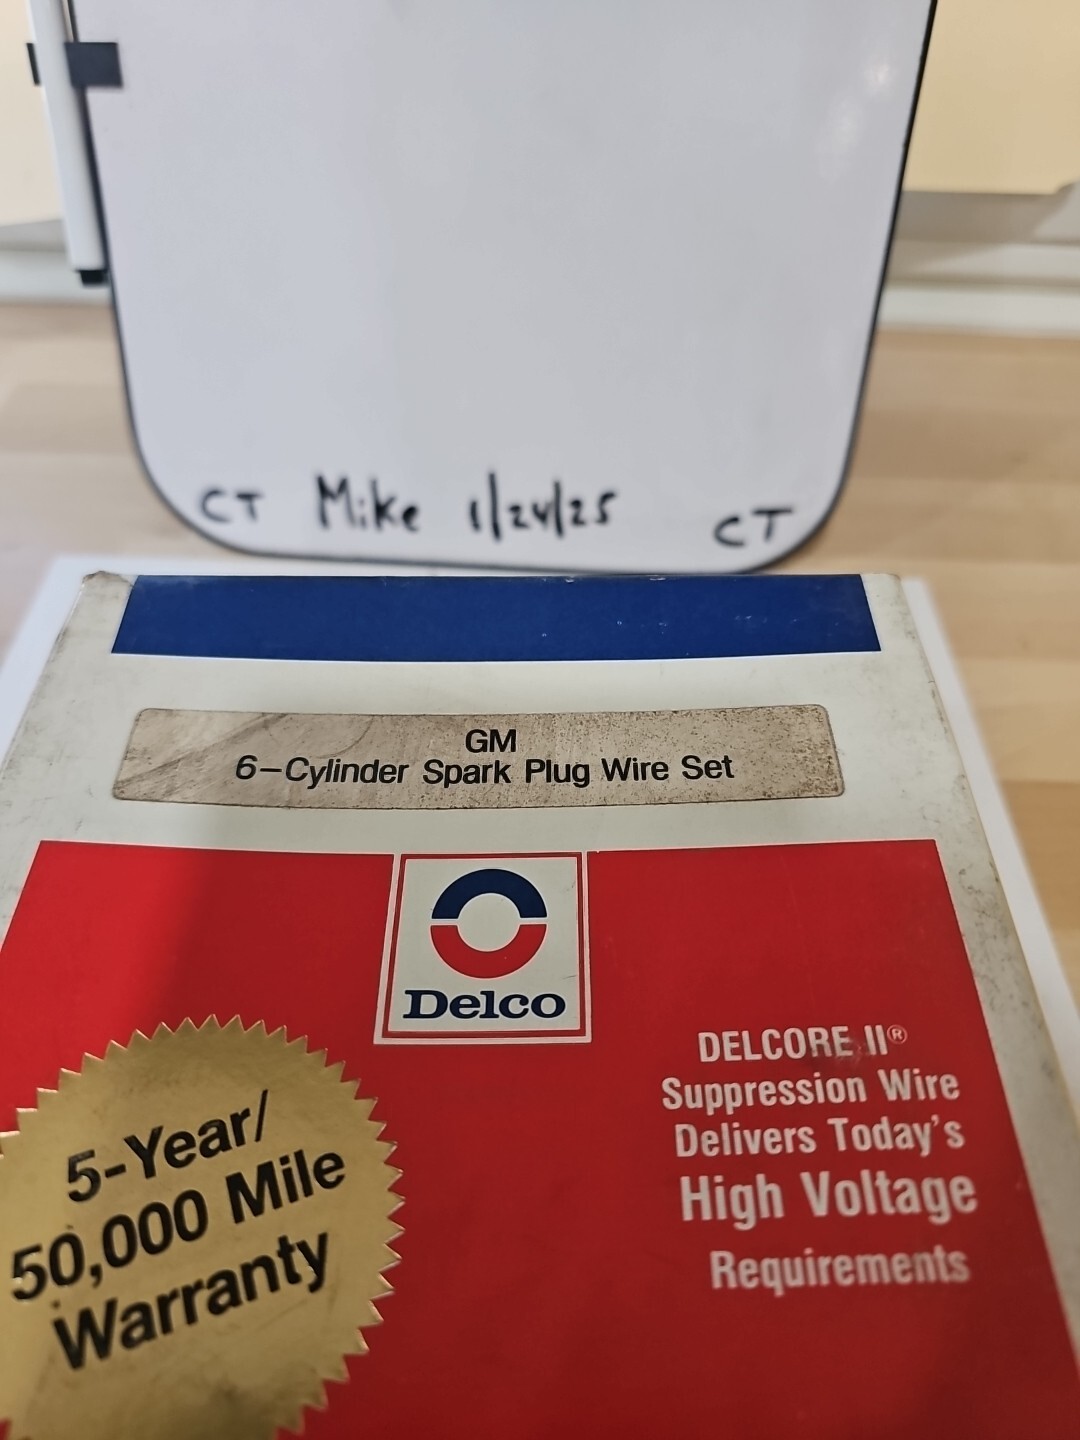 CT Mike 1/24/25 CT
GM
6-Cylinder Spark Plug Wire Set
Delco
DELCORE II®
Suppression Wire
Delivers Today's
High Voltage
Requirements
5-Year/
50,000 Mile
Warranty